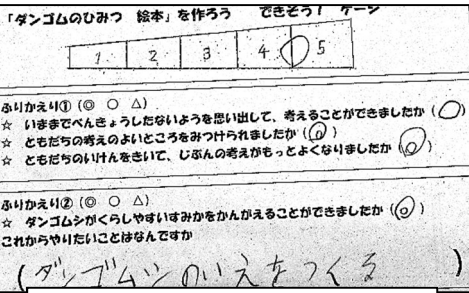 「ダンゴムのひみつ 絵本」を作ろう できそう！ ゲージ
1 2 3 4 5
ふりかえり① (◎ ○ △)
☆ いままでべんきょうしたないようを思い出して、考えることができましたか (○)
☆ ともだちの考えのよいところをみつけられましたか (◎)
☆ ともだちのいけんをきいて、じぶんの考えがもっとよくなりましたか (◎)
ふりかえり② (◎ ○ △)
☆ ダンゴムシがくらしやすいすみかをかんがえることができましたか (◎)
これからやりたいことはなんですか
(ダンゴムシのいえをつくる)